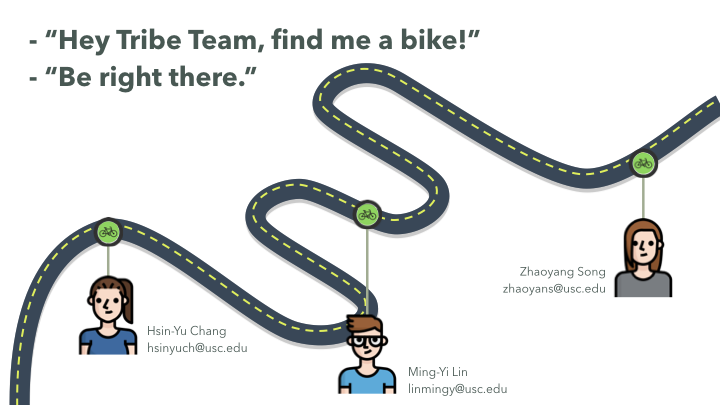 - “Hey Tribe Team, find me a bike!”
- “Be right there.”
Zhaoyang Song
zhaoyans@usc.edu
Hsin-Yu Chang
hsinyuch@usc.edu
Ming-Yi Lin
linmingy@usc.edu